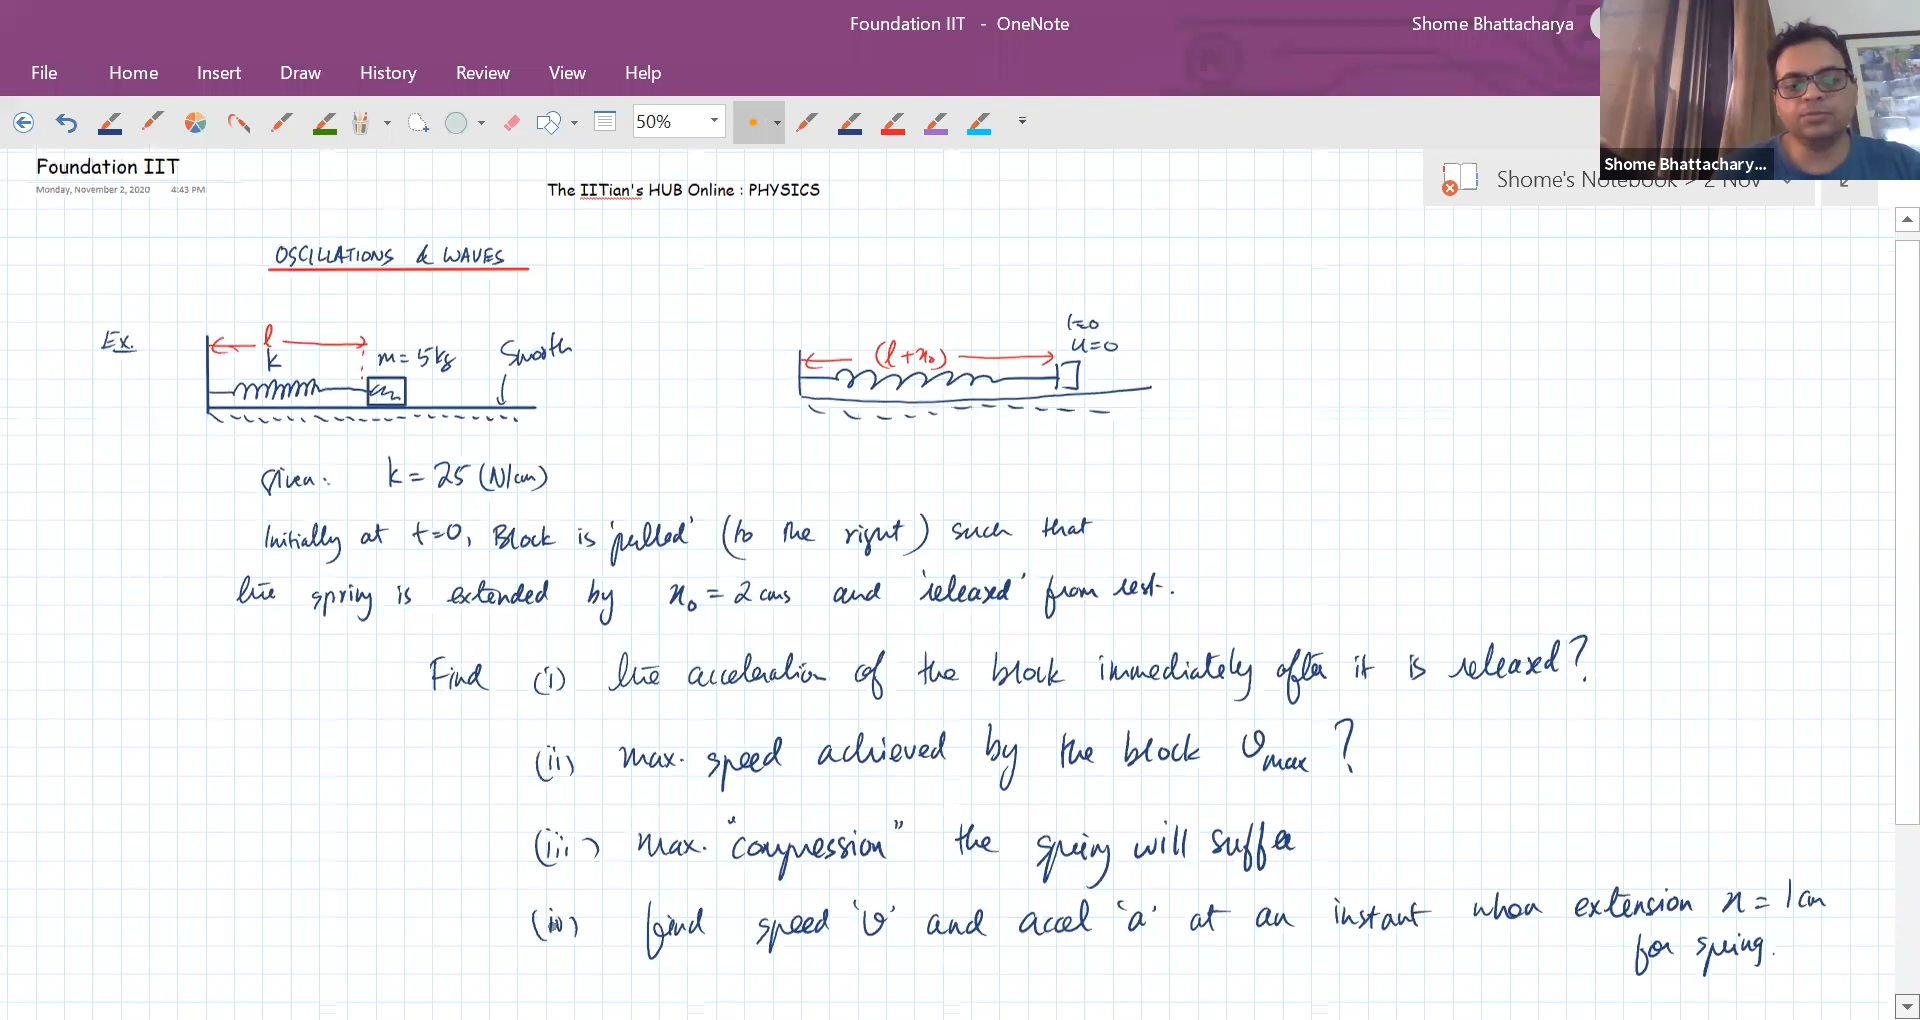 Foundation IIT - OneNote
Shome Bhattacharya
File Home Insert Draw History Review View Help
50%
Shome Bhattachary...
Foundation IIT
Monday, November 2, 2020 4:43 PM
The IITian's HUB Online : PHYSICS
Shome's Notebook > 2 Nov
OSCILLATIONS & WAVES
Ex.
l
k
m = 5kg
Smooth
t=0
u=0
(l+x₀)
Given: k = 25 (N/cm)
Initially at t=0, Block is 'pulled' (to the right) such that
the spring is extended by x₀ = 2 cms and 'released' from rest.
Find (i) the acceleration of the block immediately after it is released?
(ii) max. speed achieved by the block v max ?
(iii) max. "compression" the spring will suffer
(iv) find speed 'v' and accel 'a' at an instant when extension x = 1 cm
for spring.